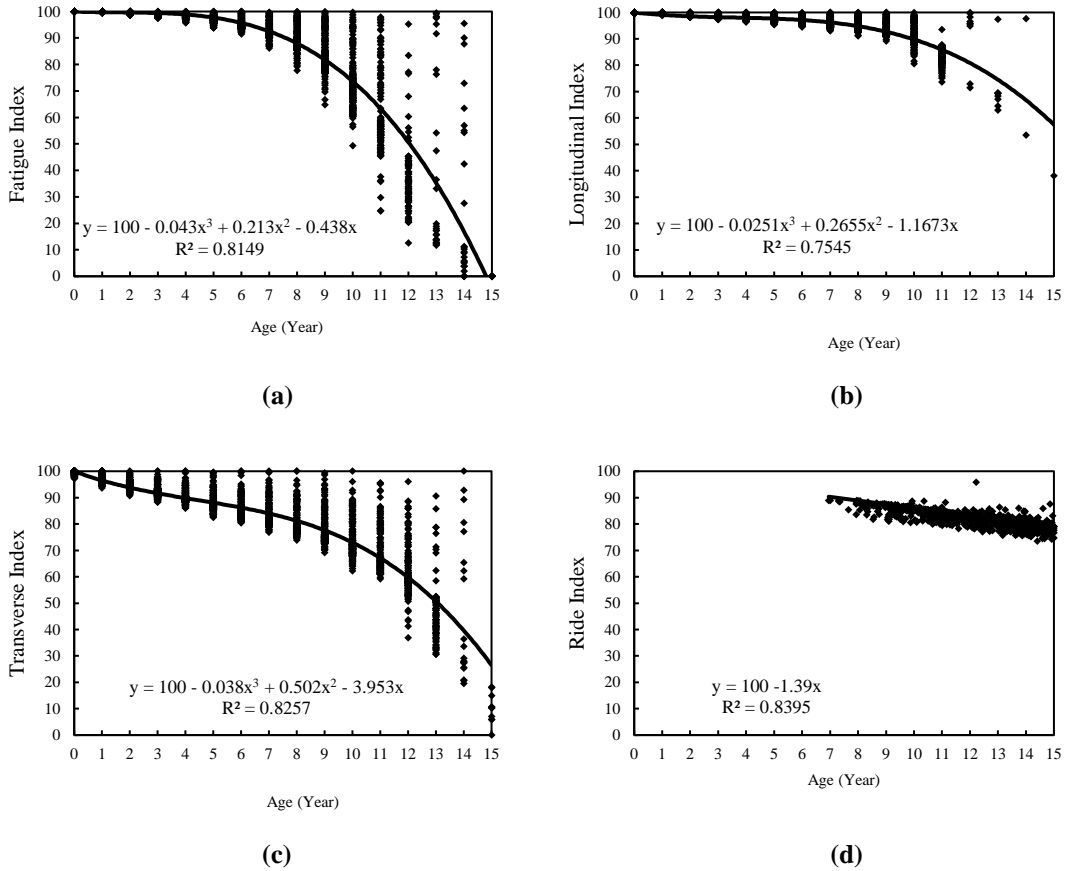 100
90
80
70
60
50
40
30
20
10
0
Fatigue Index
y = 100 - 0.043x³ + 0.213x² - 0.438x
R² = 0.8149
0 1 2 3 4 5 6 7 8 9 10 11 12 13 14 15
Age (Year)
(a)
100
90
80
70
60
50
40
30
20
10
0
Longitudinal Index
y = 100 - 0.0251x³ + 0.2655x² - 1.1673x
R² = 0.7545
0 1 2 3 4 5 6 7 8 9 10 11 12 13 14 15
Age (Year)
(b)
100
90
80
70
60
50
40
30
20
10
0
Transverse Index
y = 100 - 0.038x³ + 0.502x² - 3.953x
R² = 0.8257
0 1 2 3 4 5 6 7 8 9 10 11 12 13 14 15
Age (Year)
(c)
100
90
80
70
60
50
40
30
20
10
0
Ride Index
y = 100 -1.39x
R² = 0.8395
0 1 2 3 4 5 6 7 8 9 10 11 12 13 14 15
Age (Year)
(d)